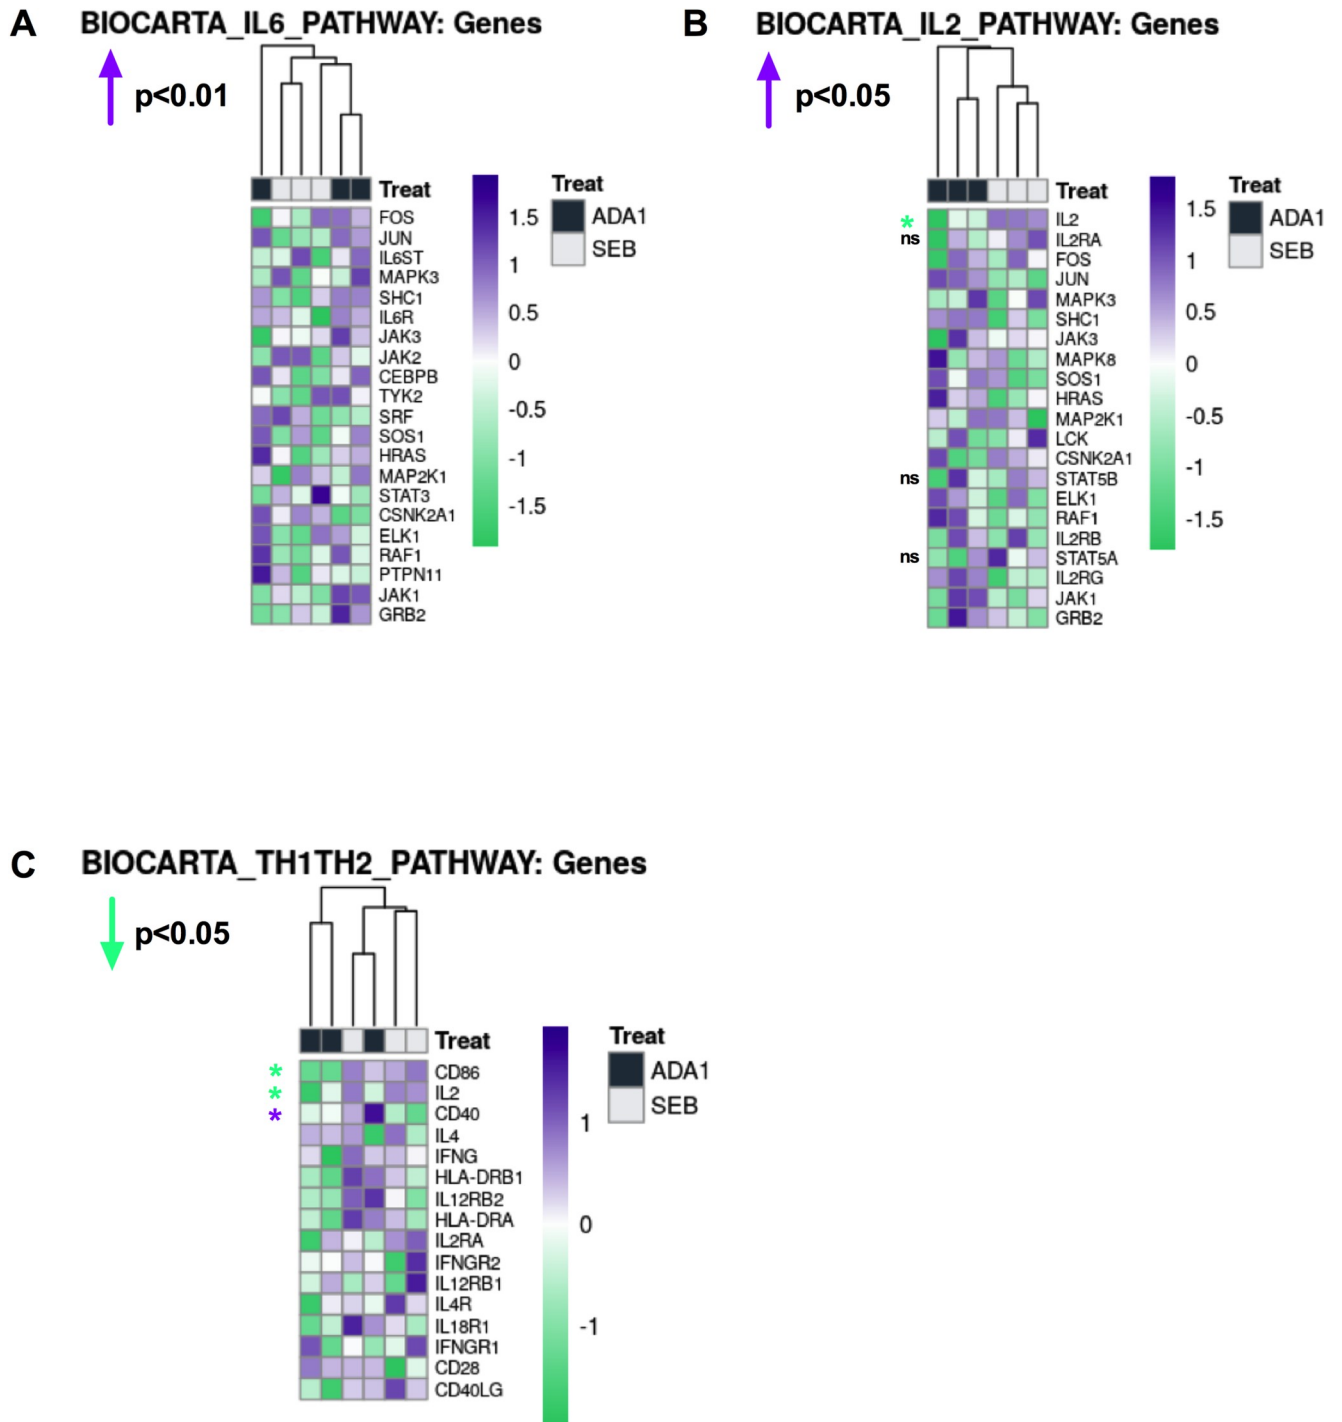 A
BIOCARTA_IL6_PATHWAY: Genes
p<0.01
Treat
FOS
JUN
IL6ST
MAPK3
SHC1
IL6R
JAK3
JAK2
CEBPB
TYK2
SRF
SOS1
HRAS
MAP2K1
STAT3
CSNK2A1
ELK1
RAF1
PTPN11
JAK1
GRB2
1.5
1
0.5
0
-0.5
-1
-1.5
Treat
ADA1
SEB
B
BIOCARTA_IL2_PATHWAY: Genes
p<0.05
Treat
* IL2
ns IL2RA
FOS
JUN
MAPK3
SHC1
JAK3
MAPK8
SOS1
HRAS
MAP2K1
LCK
CSNK2A1
ns STAT5B
ELK1
RAF1
IL2RB
ns STAT5A
IL2RG
JAK1
GRB2
1.5
1
0.5
0
-0.5
-1
-1.5
Treat
ADA1
SEB
C
BIOCARTA_TH1TH2_PATHWAY: Genes
p<0.05
Treat
* CD86
* IL2
* CD40
IL4
IFNG
HLA-DRB1
IL12RB2
HLA-DRA
IL2RA
IFNGR2
IL12RB1
IL4R
IL18R1
IFNGR1
CD28
CD40LG
1
0
-1
Treat
ADA1
SEB